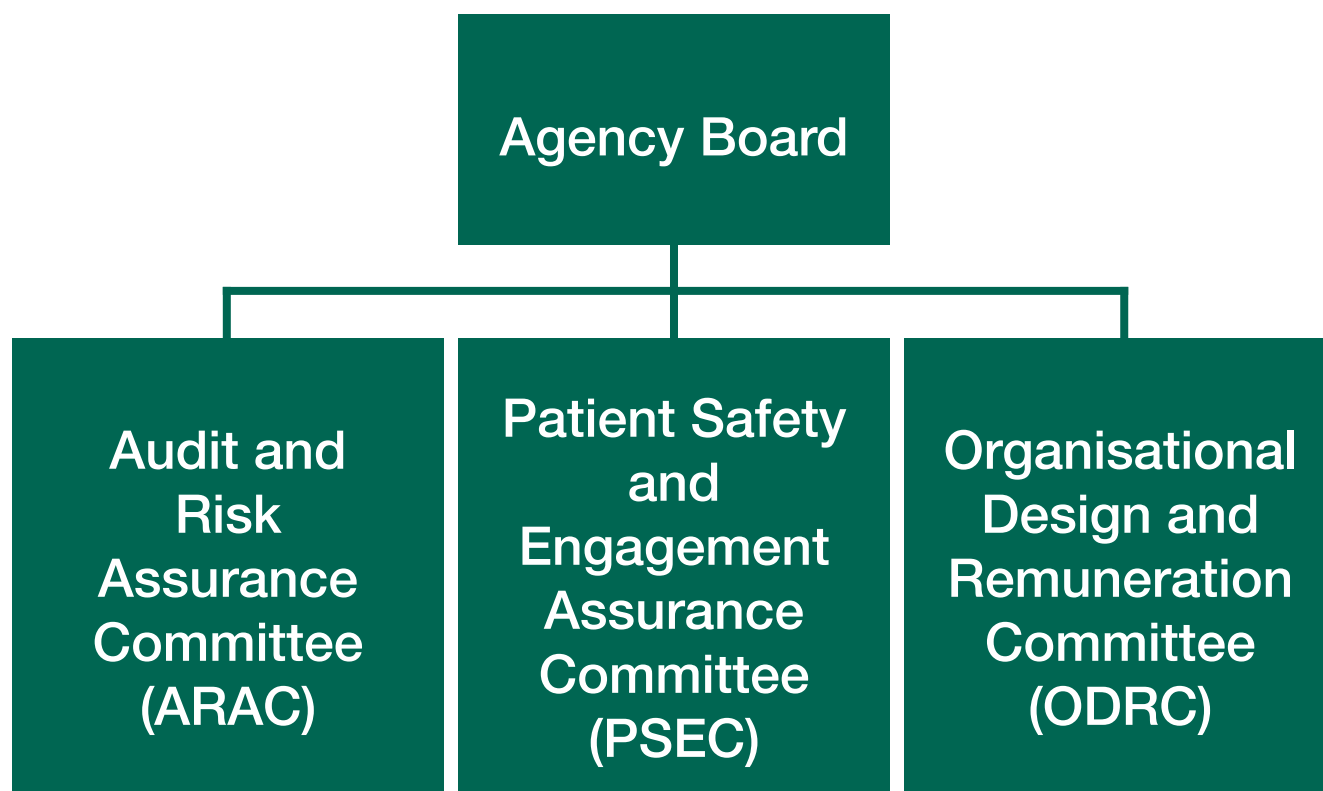 Agency Board
Audit and
Risk
Assurance
Committee
(ARAC)
Patient Safety
and
Engagement
Assurance
Committee
(PSEC)
Organisational
Design and
Remuneration
Committee
(ODRC)